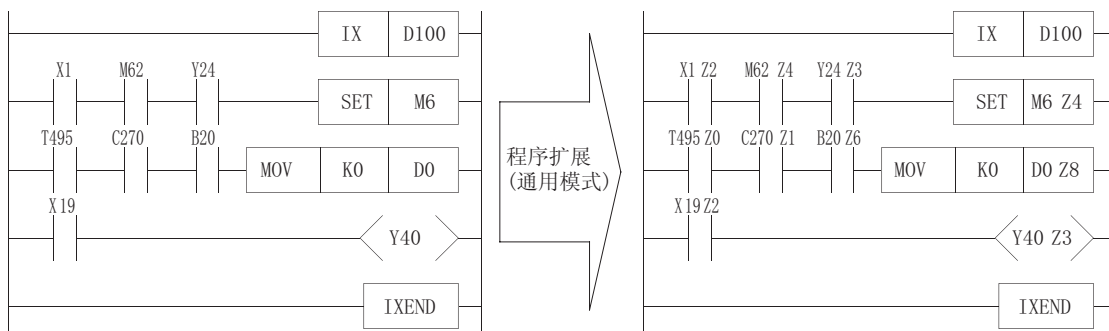 IX D100
X1 M62 Y24
SET M6
T495 C270 B20
MOV K0 D0
X19
Y40
IXEND
程序扩展
(通用模式)
IX D100
X1 Z2 M62 Z4 Y24 Z3
SET M6 Z4
T495 Z0 C270 Z1 B20 Z6
MOV K0 D0 Z8
X19 Z2
Y40 Z3
IXEND